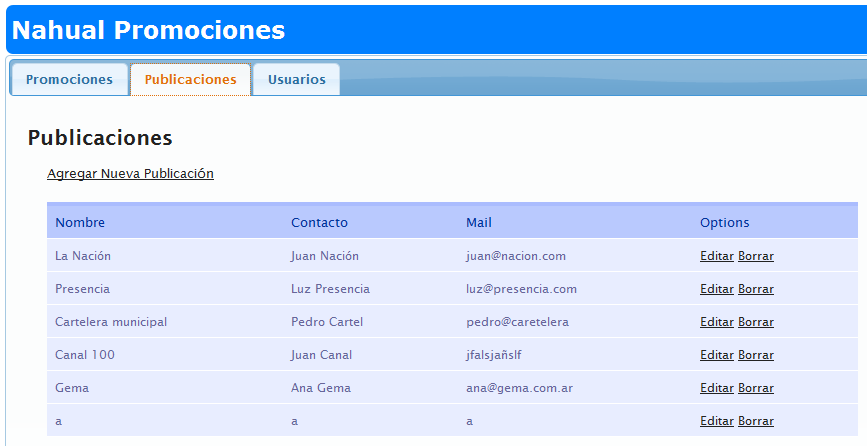 Nahual Promociones
Promociones Publicaciones Usuarios
Publicaciones
Agregar Nueva Publicación
Nombre Contacto Mail Options
La Nación Juan Nación juan@nacion.com Editar Borrar
Presencia Luz Presencia luz@presencia.com Editar Borrar
Cartelera municipal Pedro Cartel pedro@caretelera Editar Borrar
Canal 100 Juan Canal jfalsjañslf Editar Borrar
Gema Ana Gema ana@gema.com.ar Editar Borrar
a a a Editar Borrar